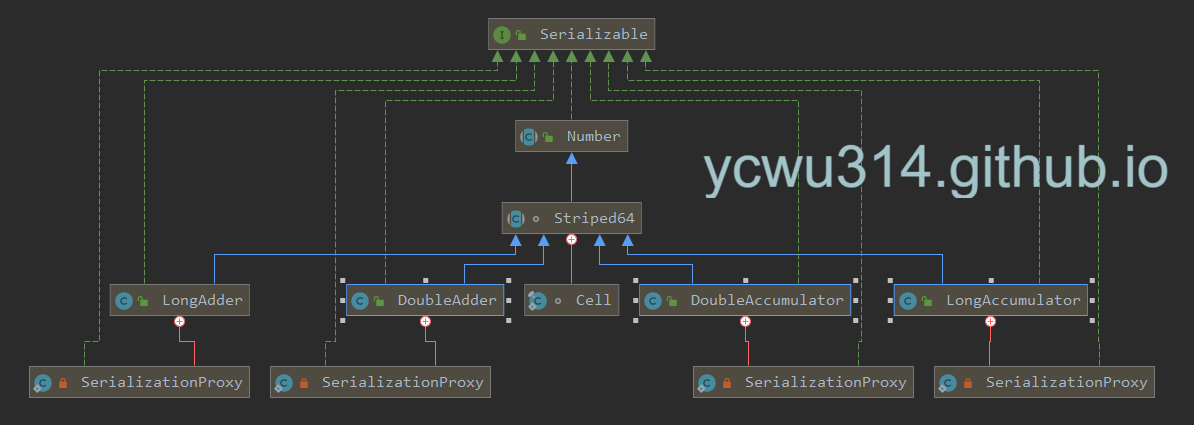 Serializable
Number
ycwu314.github.io
Striped64
LongAdder
DoubleAdder
Cell
DoubleAccumulator
LongAccumulator
SerializationProxy
SerializationProxy
SerializationProxy
SerializationProxy